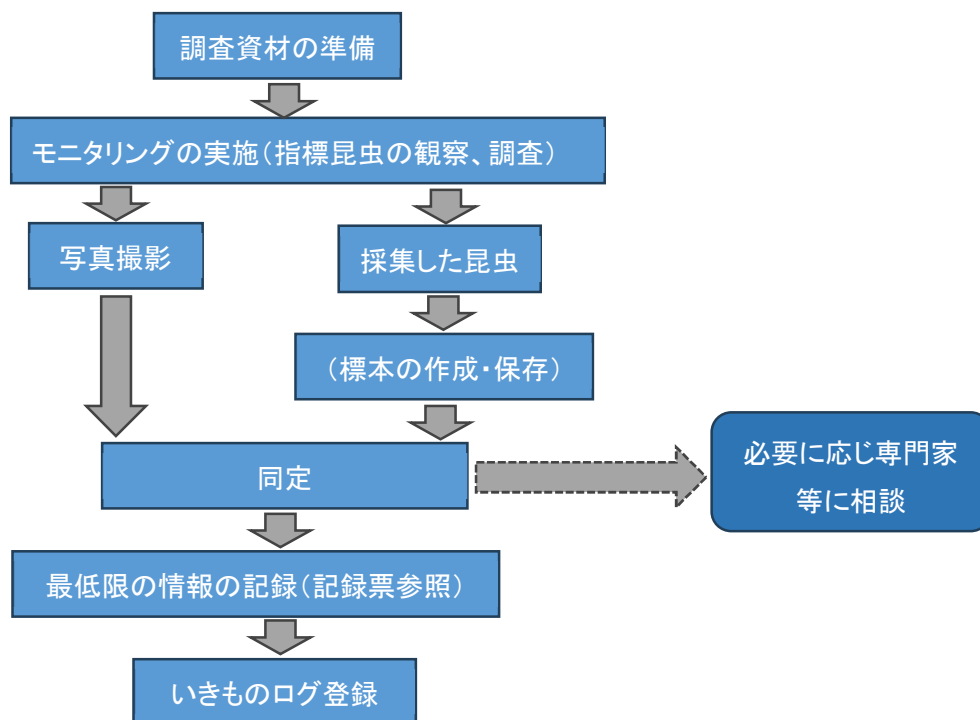 調査資材の準備
モニタリングの実施(指標昆虫の観察、調査)
写真撮影
採集した昆虫
(標本の作成・保存)
同定
必要に応じ専門家
等に相談
最低限の情報の記録(記録票参照)
いきものログ登録